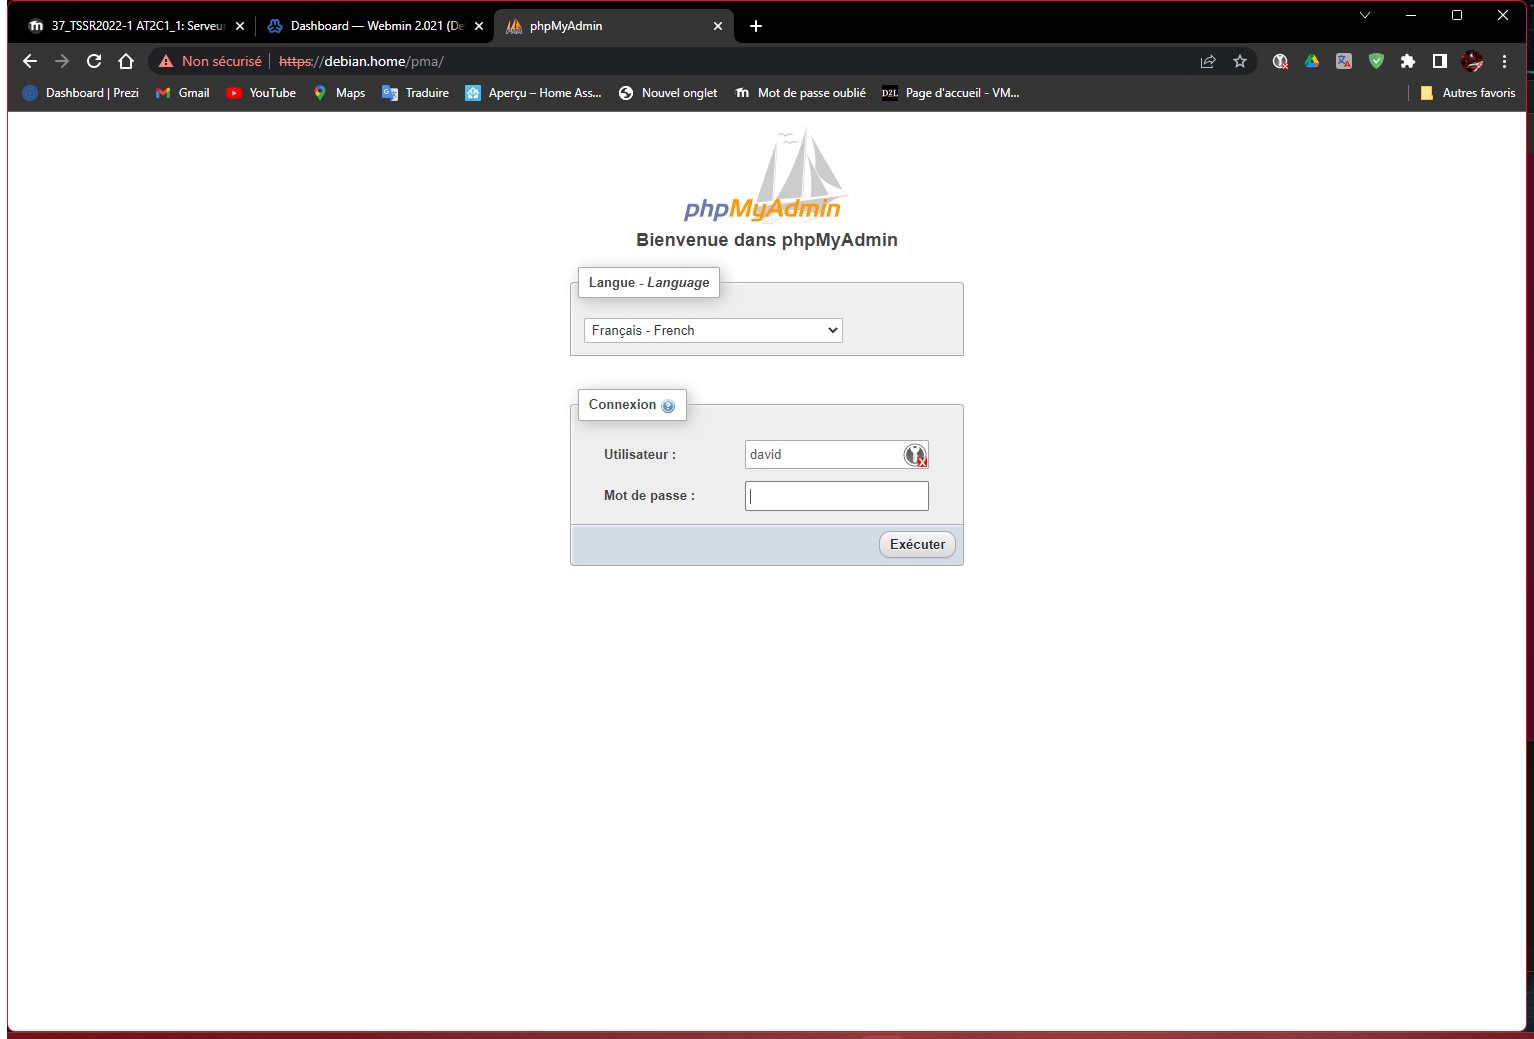 37_TSSR2022-1 AT2C1_1: Serveur
Dashboard — Webmin 2.021 (De
phpMyAdmin
Non sécurisé
https://debian.home/pma/
Dashboard | Prezi
Gmail
YouTube
Maps
Traduire
Aperçu – Home Ass...
Nouvel onglet
Mot de passe oublié
D2L
Page d'accueil - VM...
Autres favoris
phpMyAdmin
Bienvenue dans phpMyAdmin
Langue - Language
Français - French
Connexion
Utilisateur :
david
Mot de passe :
Exécuter